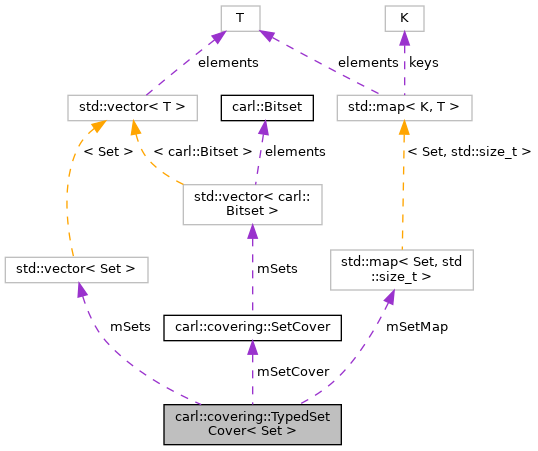 T
K
elements
elements
keys
std::vector< T >
carl::Bitset
std::map< K, T >
< Set >
< carl::Bitset >
elements
< Set, std::size_t >
std::vector< carl::
Bitset >
std::vector< Set >
mSets
std::map< Set, std
::size_t >
mSets
carl::covering::SetCover
mSetMap
mSetCover
carl::covering::TypedSet
Cover< Set >